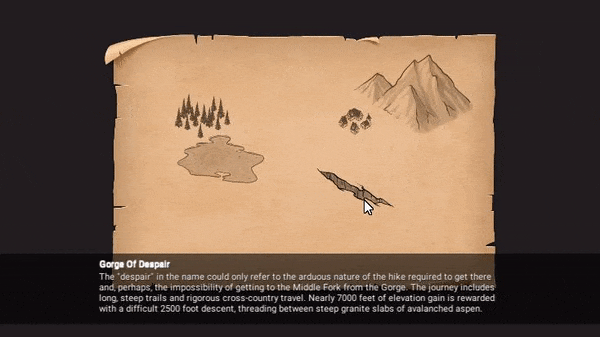 Gorge Of Despair
The "despair" in the name could only refer to the arduous nature of the hike required to get there
and, perhaps, the impossibility of getting to the Middle Fork from the Gorge. The journey includes
long, steep trails and rigorous cross-country travel. Nearly 7000 feet of elevation gain is rewarded
with a difficult 2500 foot descent, threading between steep granite slabs of avalanched aspen.